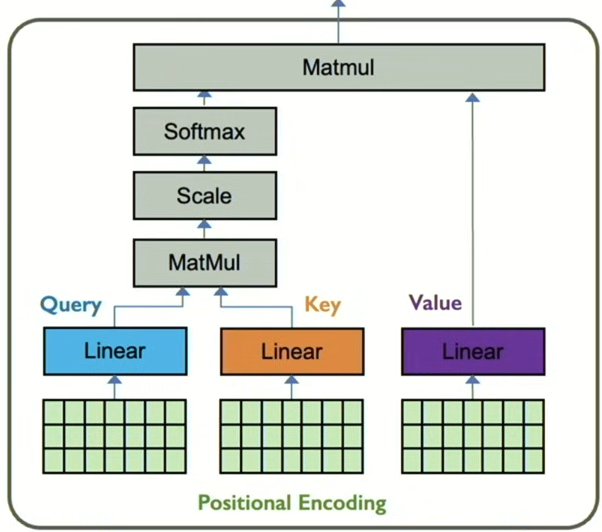 Matmul
Softmax
Scale
MatMul
Query
Key
Value
Linear
Linear
Linear
Positional Encoding